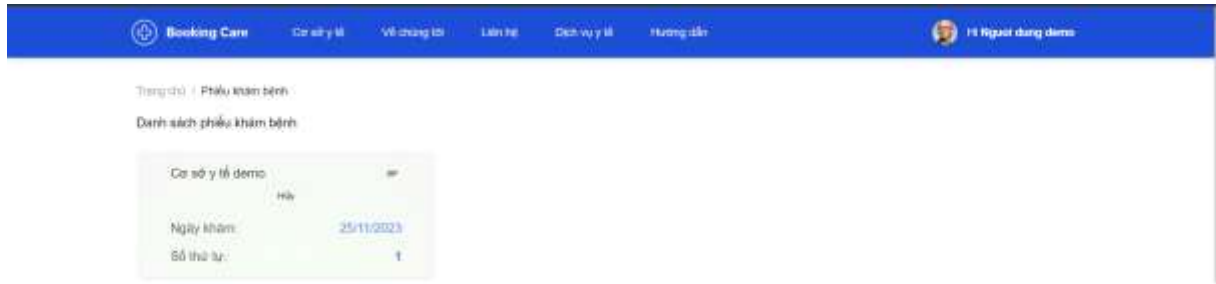 Booking Care Cơ sở y tế Về chúng tôi Liên hệ Dịch vụ y tế Hướng dẫn Hi Người dùng demo
Trang chủ / Phiếu khám bệnh
Danh sách phiếu khám bệnh
Cơ sở y tế demo
Hủy
Ngày khám: 25/11/2023
Số thứ tự: 1